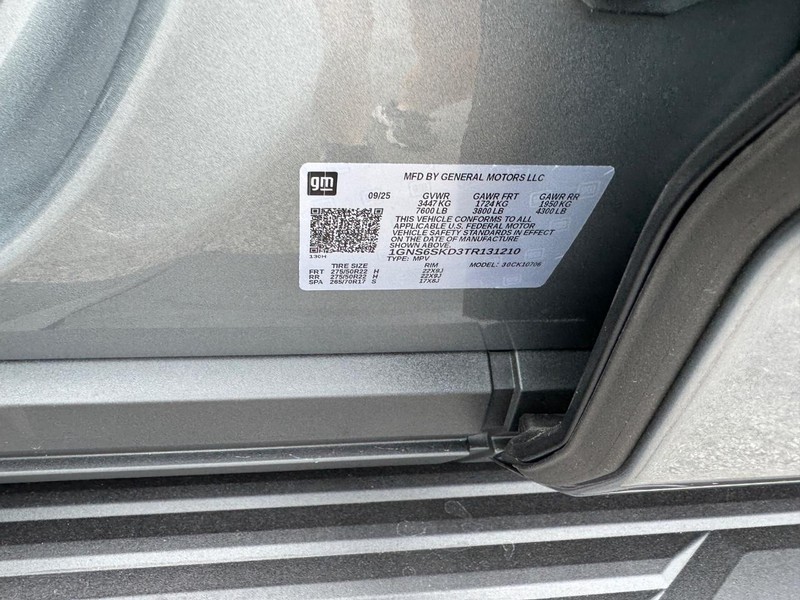 gm
MFD BY GENERAL MOTORS LLC
09/25 GVWR GAWR FRT GAWR RR
3447 KG 1724 KG 1950 KG
7600 LB 3800 LB 4300 LB
THIS VEHICLE CONFORMS TO ALL
APPLICABLE U.S. FEDERAL MOTOR
VEHICLE SAFETY STANDARDS IN EFFECT
ON THE DATE OF MANUFACTURE
SHOWN ABOVE.
1GNS6SKD3TR131210
130H
TYPE: MPV
TIRE SIZE RIM MODEL: 30CK10706
FRT 275/50R22 H 22X9J
RR 275/50R22 H 22X9J
SPA 265/70R17 S 17X8J